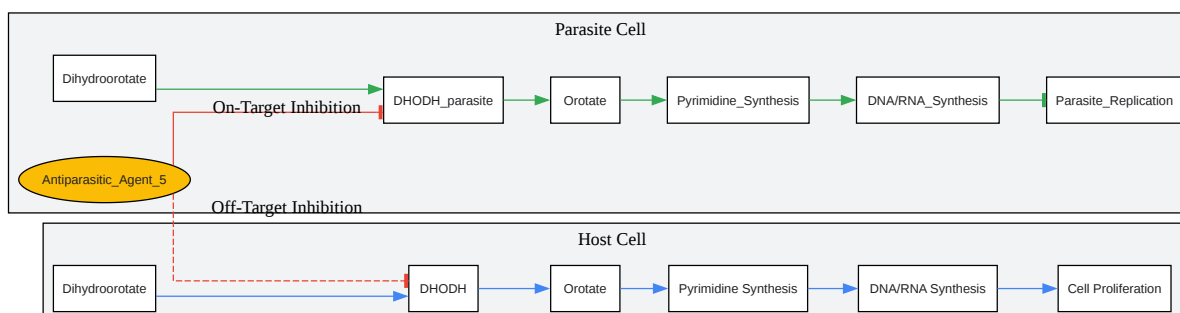 Parasite Cell
Dihydroorotate
DHODH_parasite
Orotate
Pyrimidine_Synthesis
DNA/RNA_Synthesis
Parasite_Replication
On-Target Inhibition
Antiparasitic_Agent_5
Off-Target Inhibition
Host Cell
Dihydroorotate
DHODH
Orotate
Pyrimidine Synthesis
DNA/RNA Synthesis
Cell Proliferation